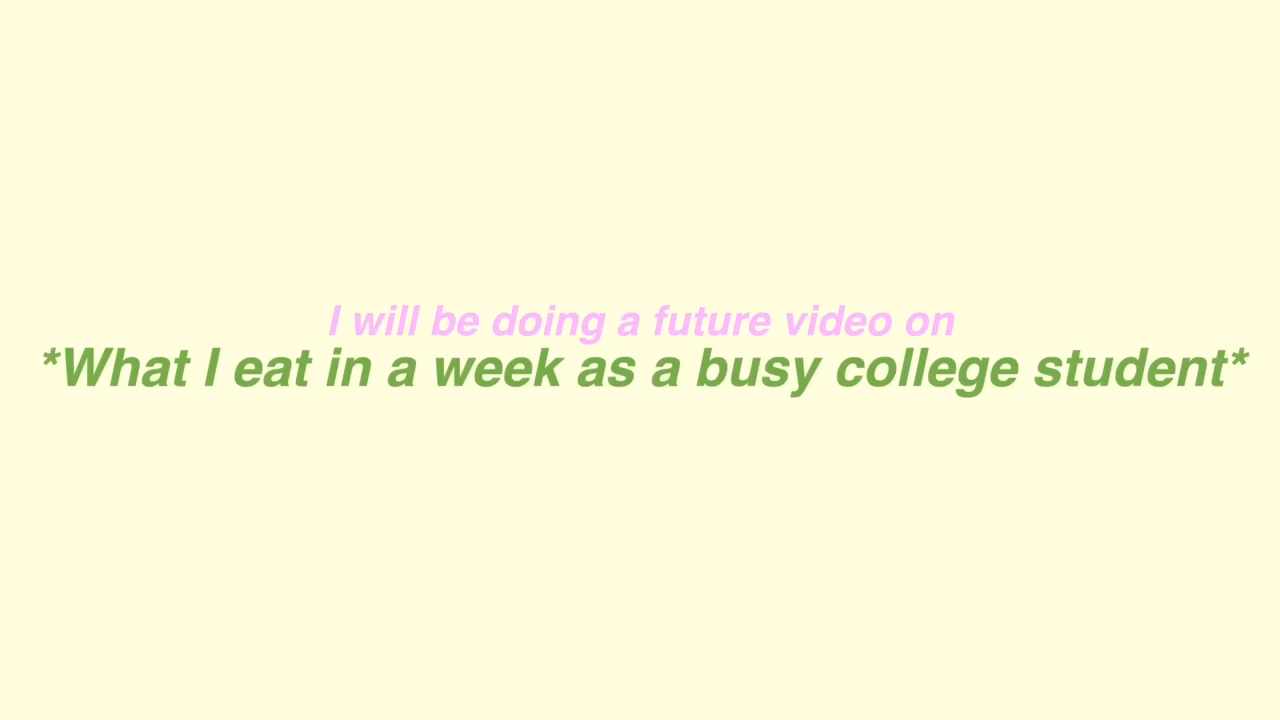 I will be doing a future video on
*What I eat in a week as a busy college student*